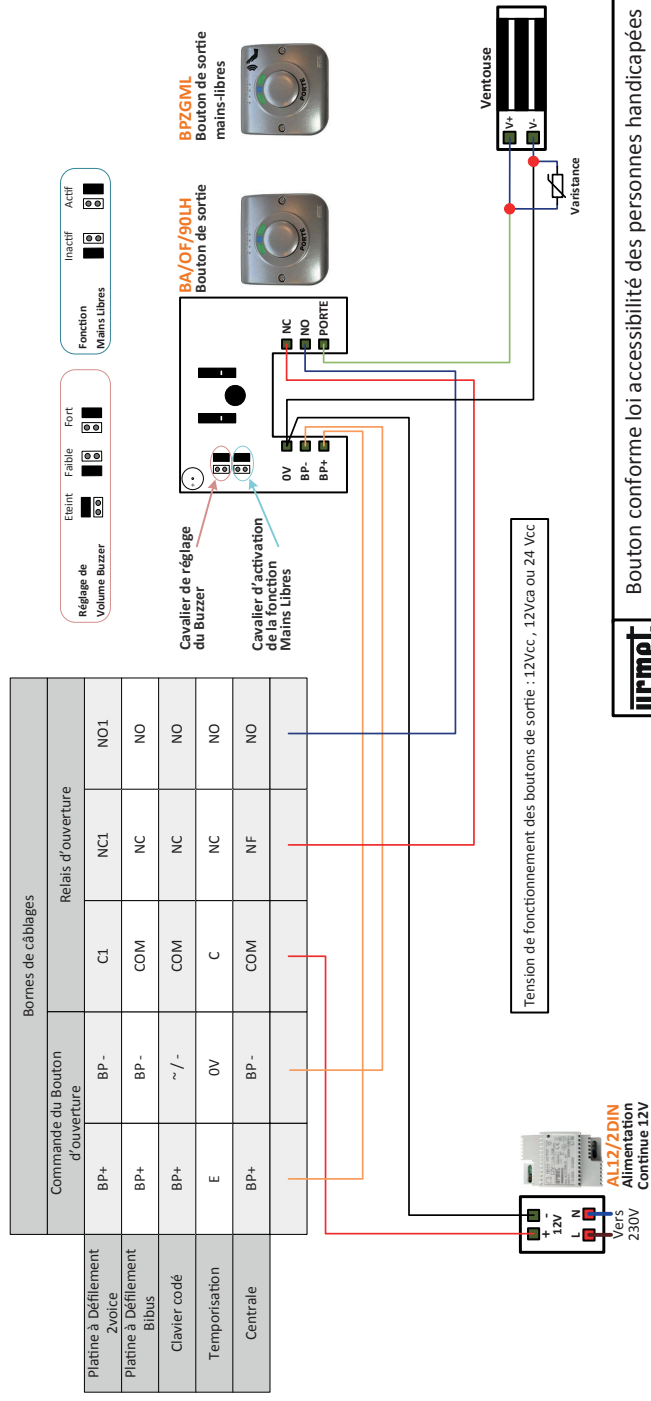 Bornes de câblages
Commande du Bouton
d'ouverture
Relais d'ouverture
Platine à Défilement
2voice
BP+
BP -
C1
NC1
NO1
Platine à Défilement
Bibus
BP+
BP -
COM
NC
NO
Clavier codé
BP+
~ / -
COM
NC
NO
Temporisation
E
0V
C
NC
NO
Centrale
BP+
BP -
COM
NF
NO
Réglage de
Volume Buzzer
Eteint
Faible
Fort
Fonction
Mains Libres
Inactif
Actif
Cavalier de réglage
du Buzzer
Cavalier d'activation
de la fonction
Mains Libres
0V
BP-
BP+
NC
NO
PORTE
BA/OF/90LH
Bouton de sortie
PORTE
BPZGML
Bouton de sortie
mains-libres
PORTE
Ventouse
V+
V-
Varistance
Tension de fonctionnement des boutons de sortie : 12Vcc , 12Vca ou 24 Vcc
+ -
12V
L N
Vers
230V
AL12/2DIN
Alimentation
Continue 12V
urmet
Bouton conforme loi accessibilité des personnes handicapées